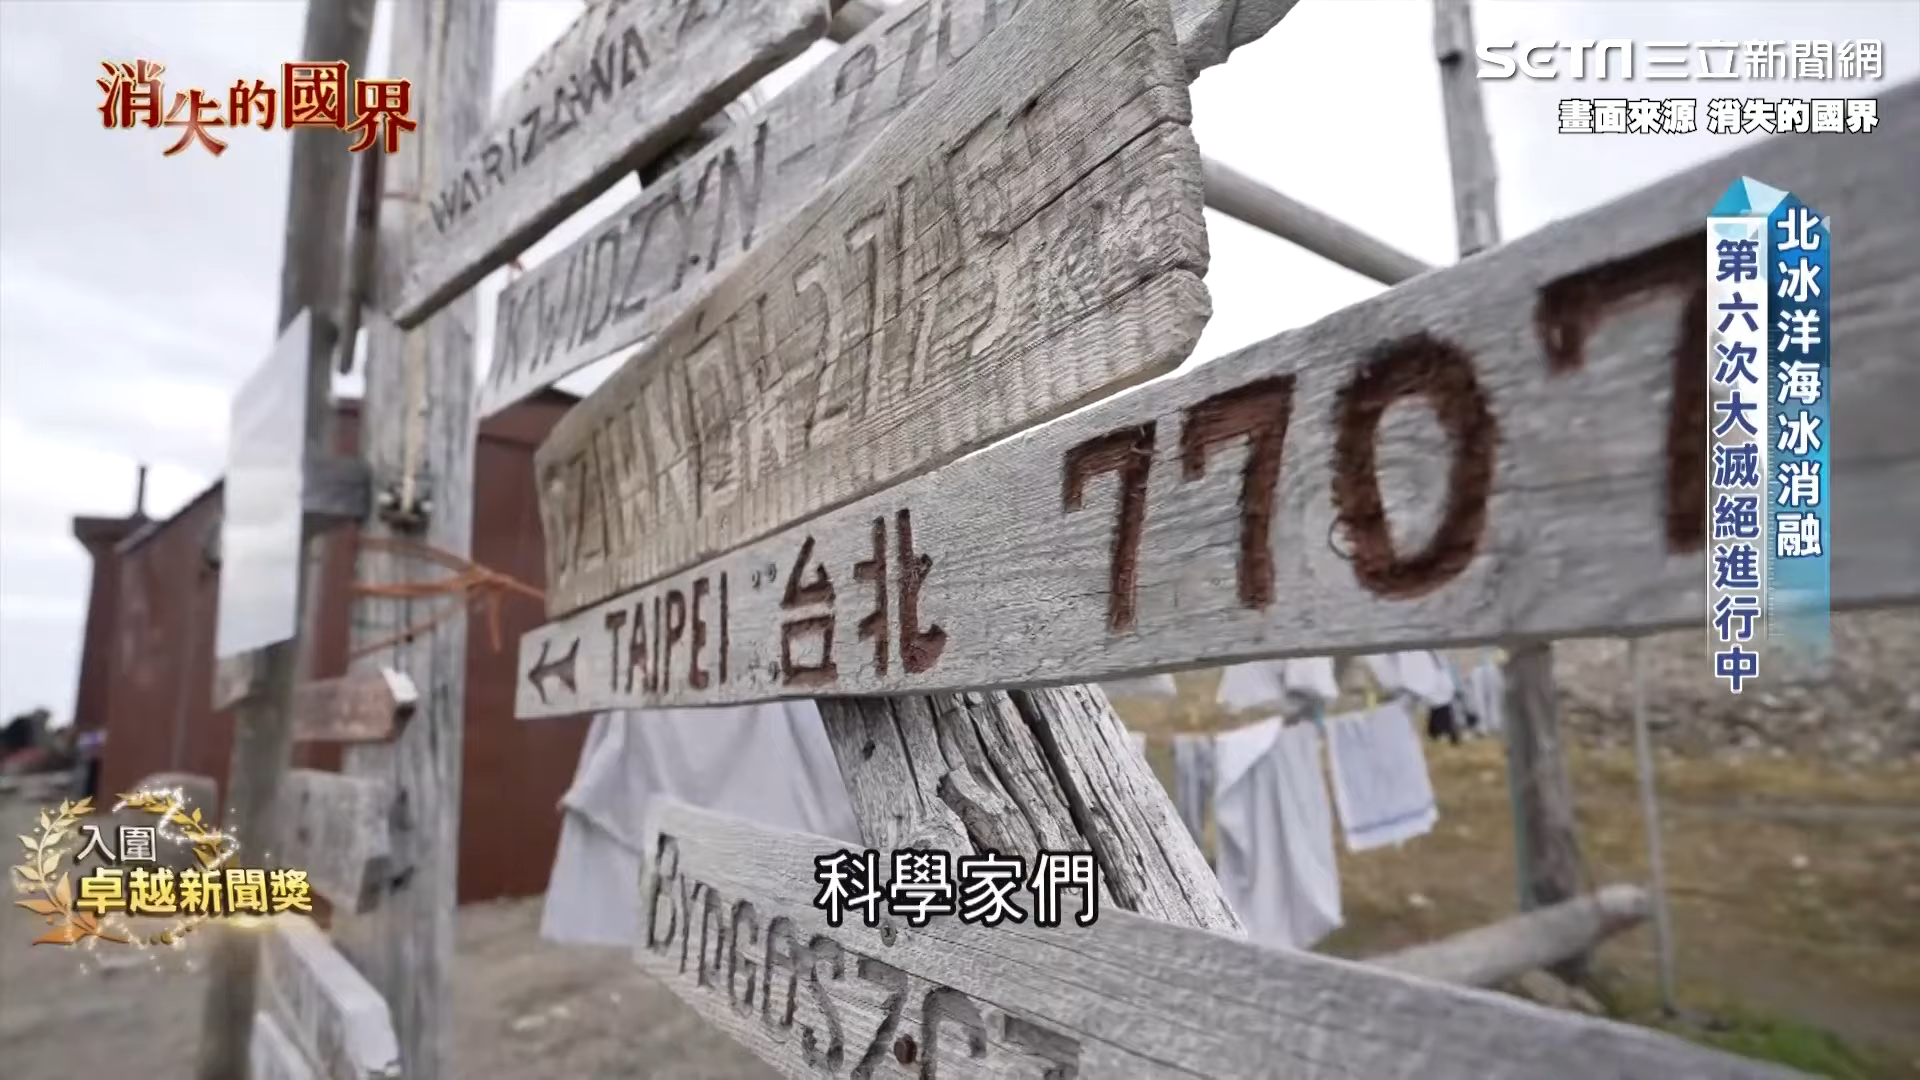 消失的國界
SETN三立新聞網
畫面來源 消失的國界
北冰洋海冰消融
第六次大滅絕進行中
KWIDZYN-270
TAIPEI 台北 7707
入圍
卓越新聞獎
科學家們